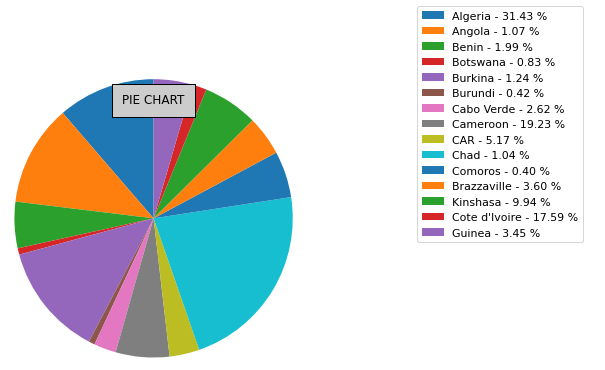 PIE CHART
Algeria - 31.43 %
Angola - 1.07 %
Benin - 1.99 %
Botswana - 0.83 %
Burkina - 1.24 %
Burundi - 0.42 %
Cabo Verde - 2.62 %
Cameroon - 19.23 %
CAR - 5.17 %
Chad - 1.04 %
Comoros - 0.40 %
Brazzaville - 3.60 %
Kinshasa - 9.94 %
Cote d'Ivoire - 17.59 %
Guinea - 3.45 %